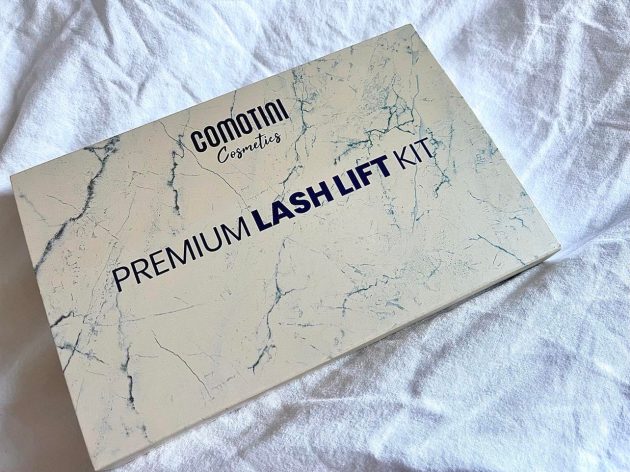 COMOTINI
Cosmetics
PREMIUM LASH LIFT KIT